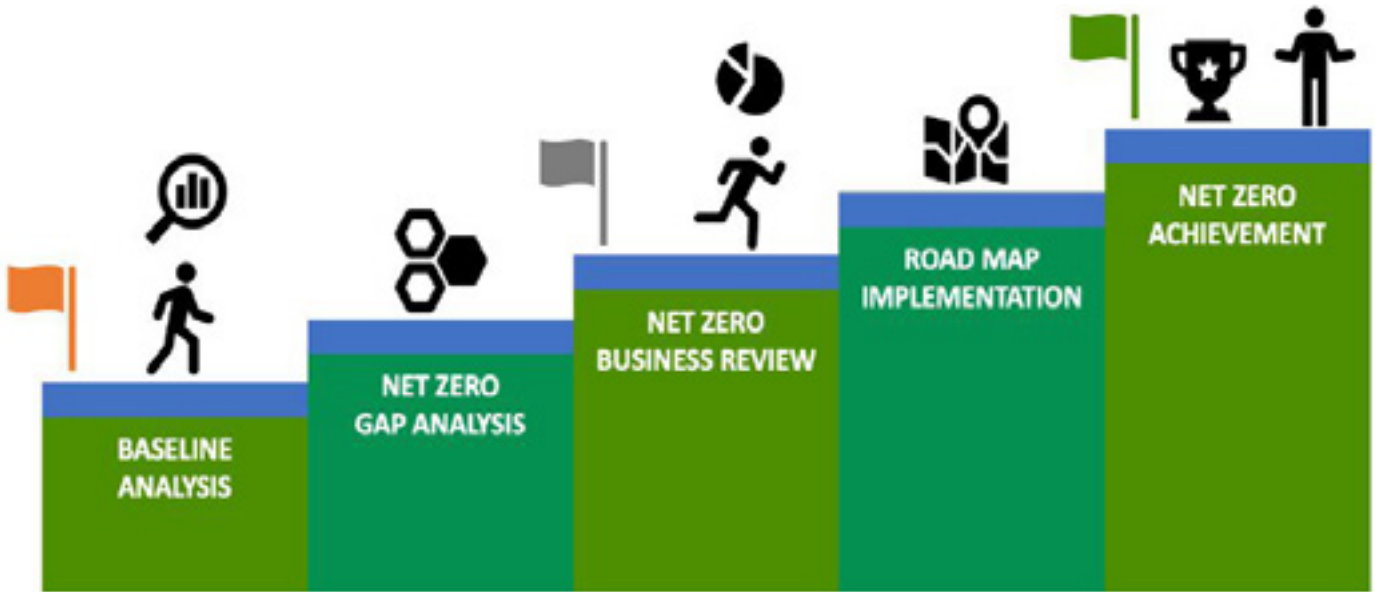 BASELINE
ANALYSIS
NET ZERO
GAP ANALYSIS
NET ZERO
BUSINESS REVIEW
ROAD MAP
IMPLEMENTATION
NET ZERO
ACHIEVEMENT